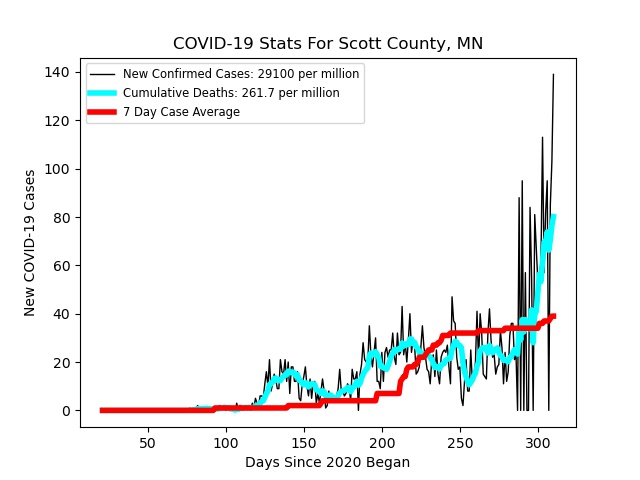 COVID-19 Stats For Scott County, MN
New Confirmed Cases: 29100 per million
Cumulative Deaths: 261.7 per million
7 Day Case Average
New COVID-19 Cases
140
120
100
80
60
40
20
0
50 100 150 200 250 300
Days Since 2020 Began